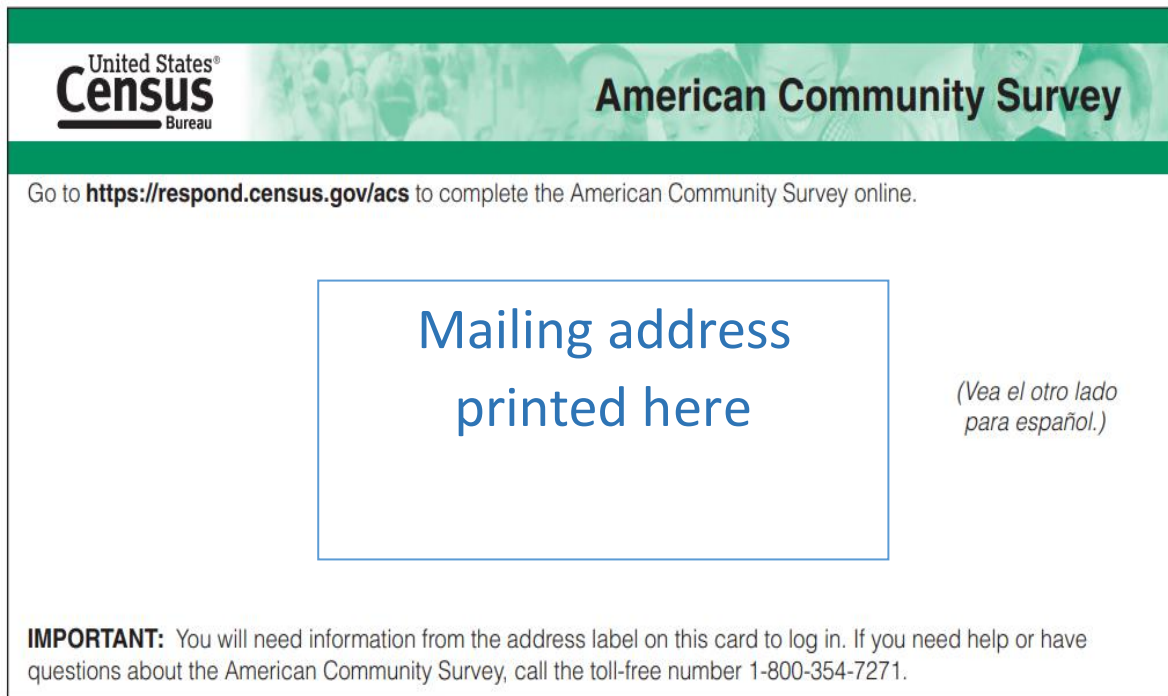 United States®
Census
Bureau
American Community Survey
Go to https://respond.census.gov/acs to complete the American Community Survey online.
Mailing address
printed here
(Vea el otro lado
para español.)
IMPORTANT: You will need information from the address label on this card to log in. If you need help or have
questions about the American Community Survey, call the toll-free number 1-800-354-7271.